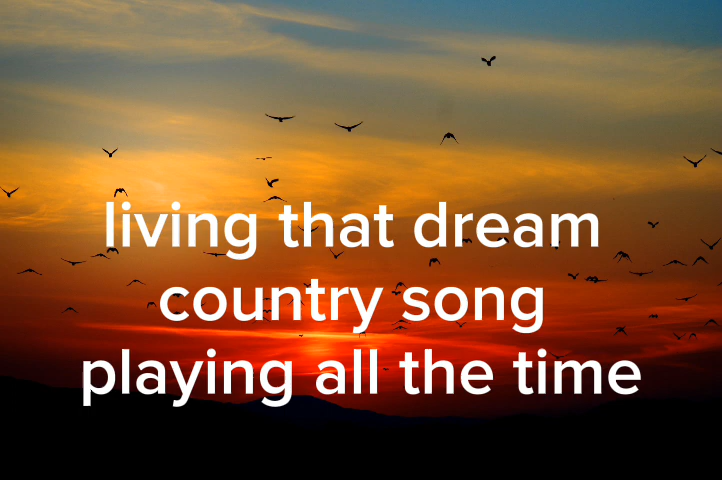 living that dream
country song
playing all the time